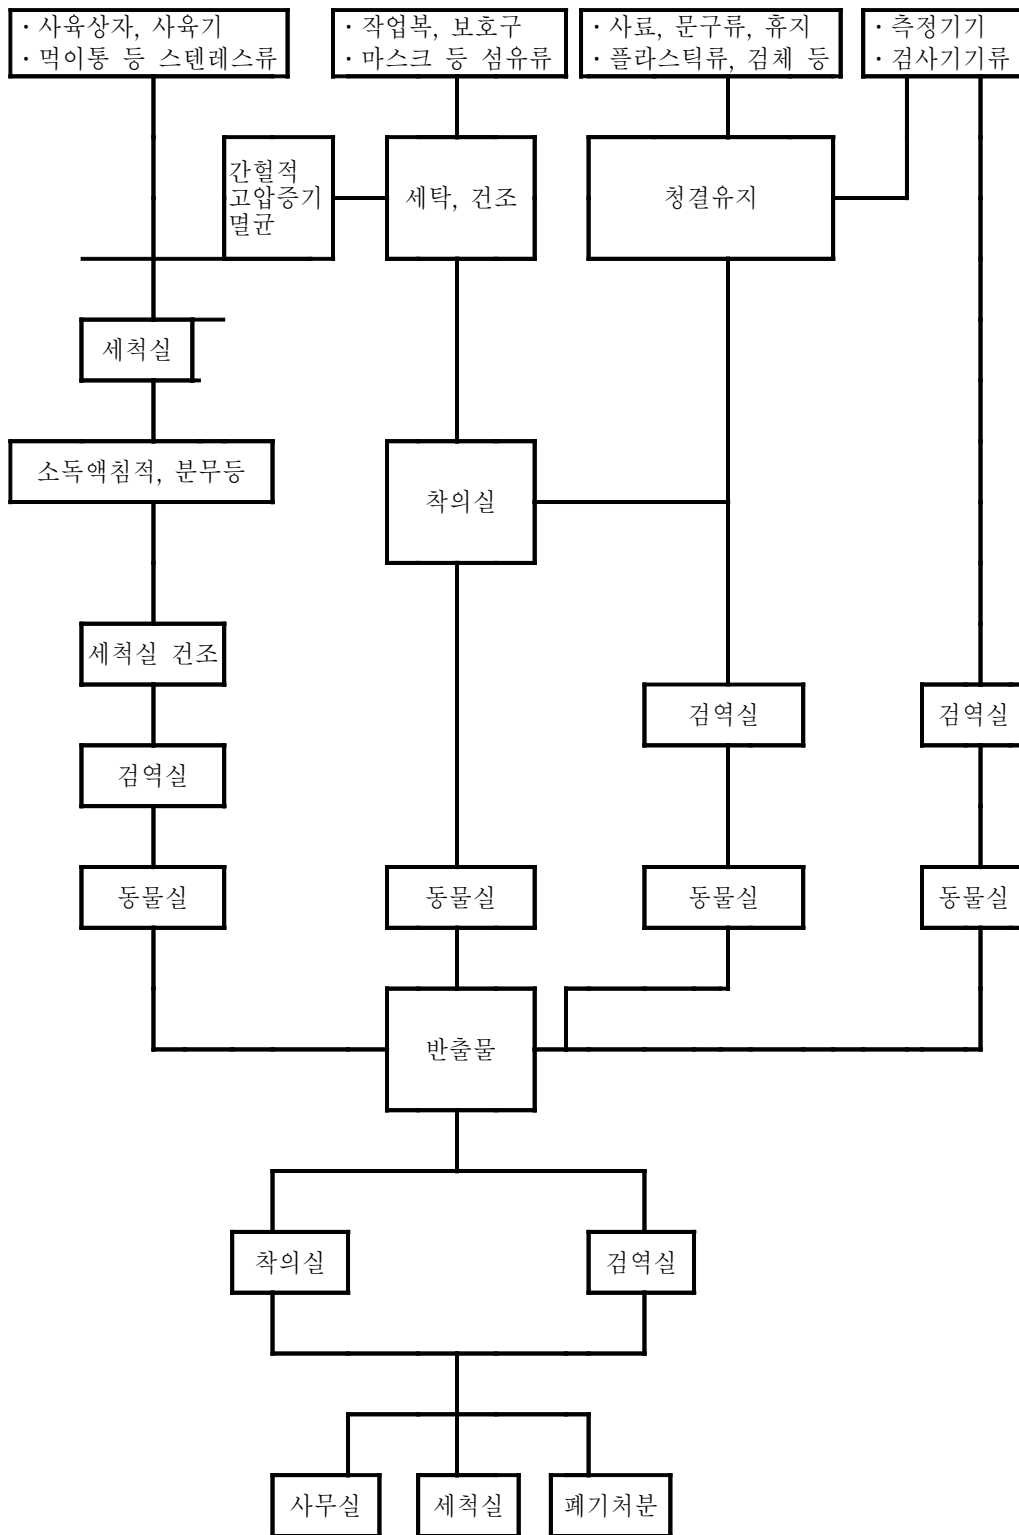 · 사육상자, 사육기
· 먹이통 등 스텐레스류
· 작업복, 보호구
· 마스크 등 섬유류
· 사료, 문구류, 휴지
· 플라스틱류, 검체 등
· 측정기기
· 검사기기류
간헐적
고압증기
멸균
세탁, 건조
청결유지
세척실
소독액침적, 분무등
착의실
세척실 건조
검역실
검역실
검역실
동물실
동물실
동물실
동물실
반출물
착의실
검역실
사무실
세척실
폐기처분